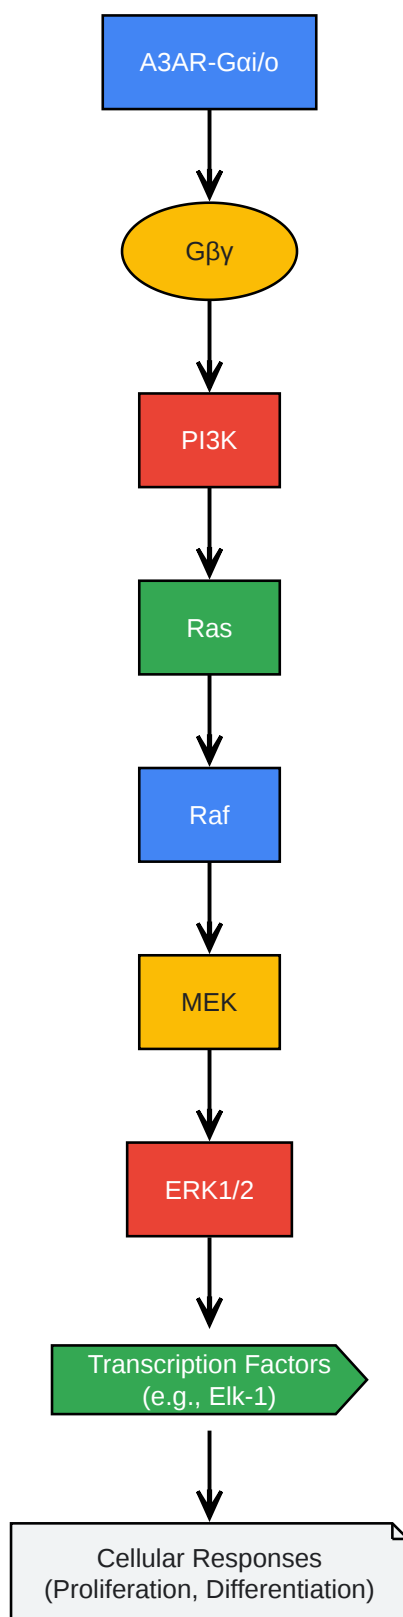 A3AR-Gαi/o
Gβγ
PI3K
Ras
Raf
MEK
ERK1/2
Transcription Factors
(e.g., Elk-1)
Cellular Responses
(Proliferation, Differentiation)